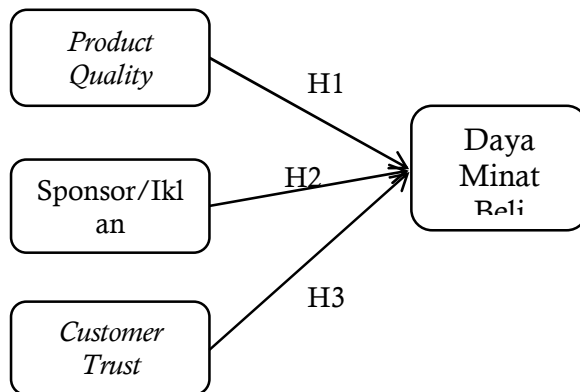 Product
Quality
H1
Daya
Minat
Beli
Sponsor/Ikl
an
H2
H3
Customer
Trust